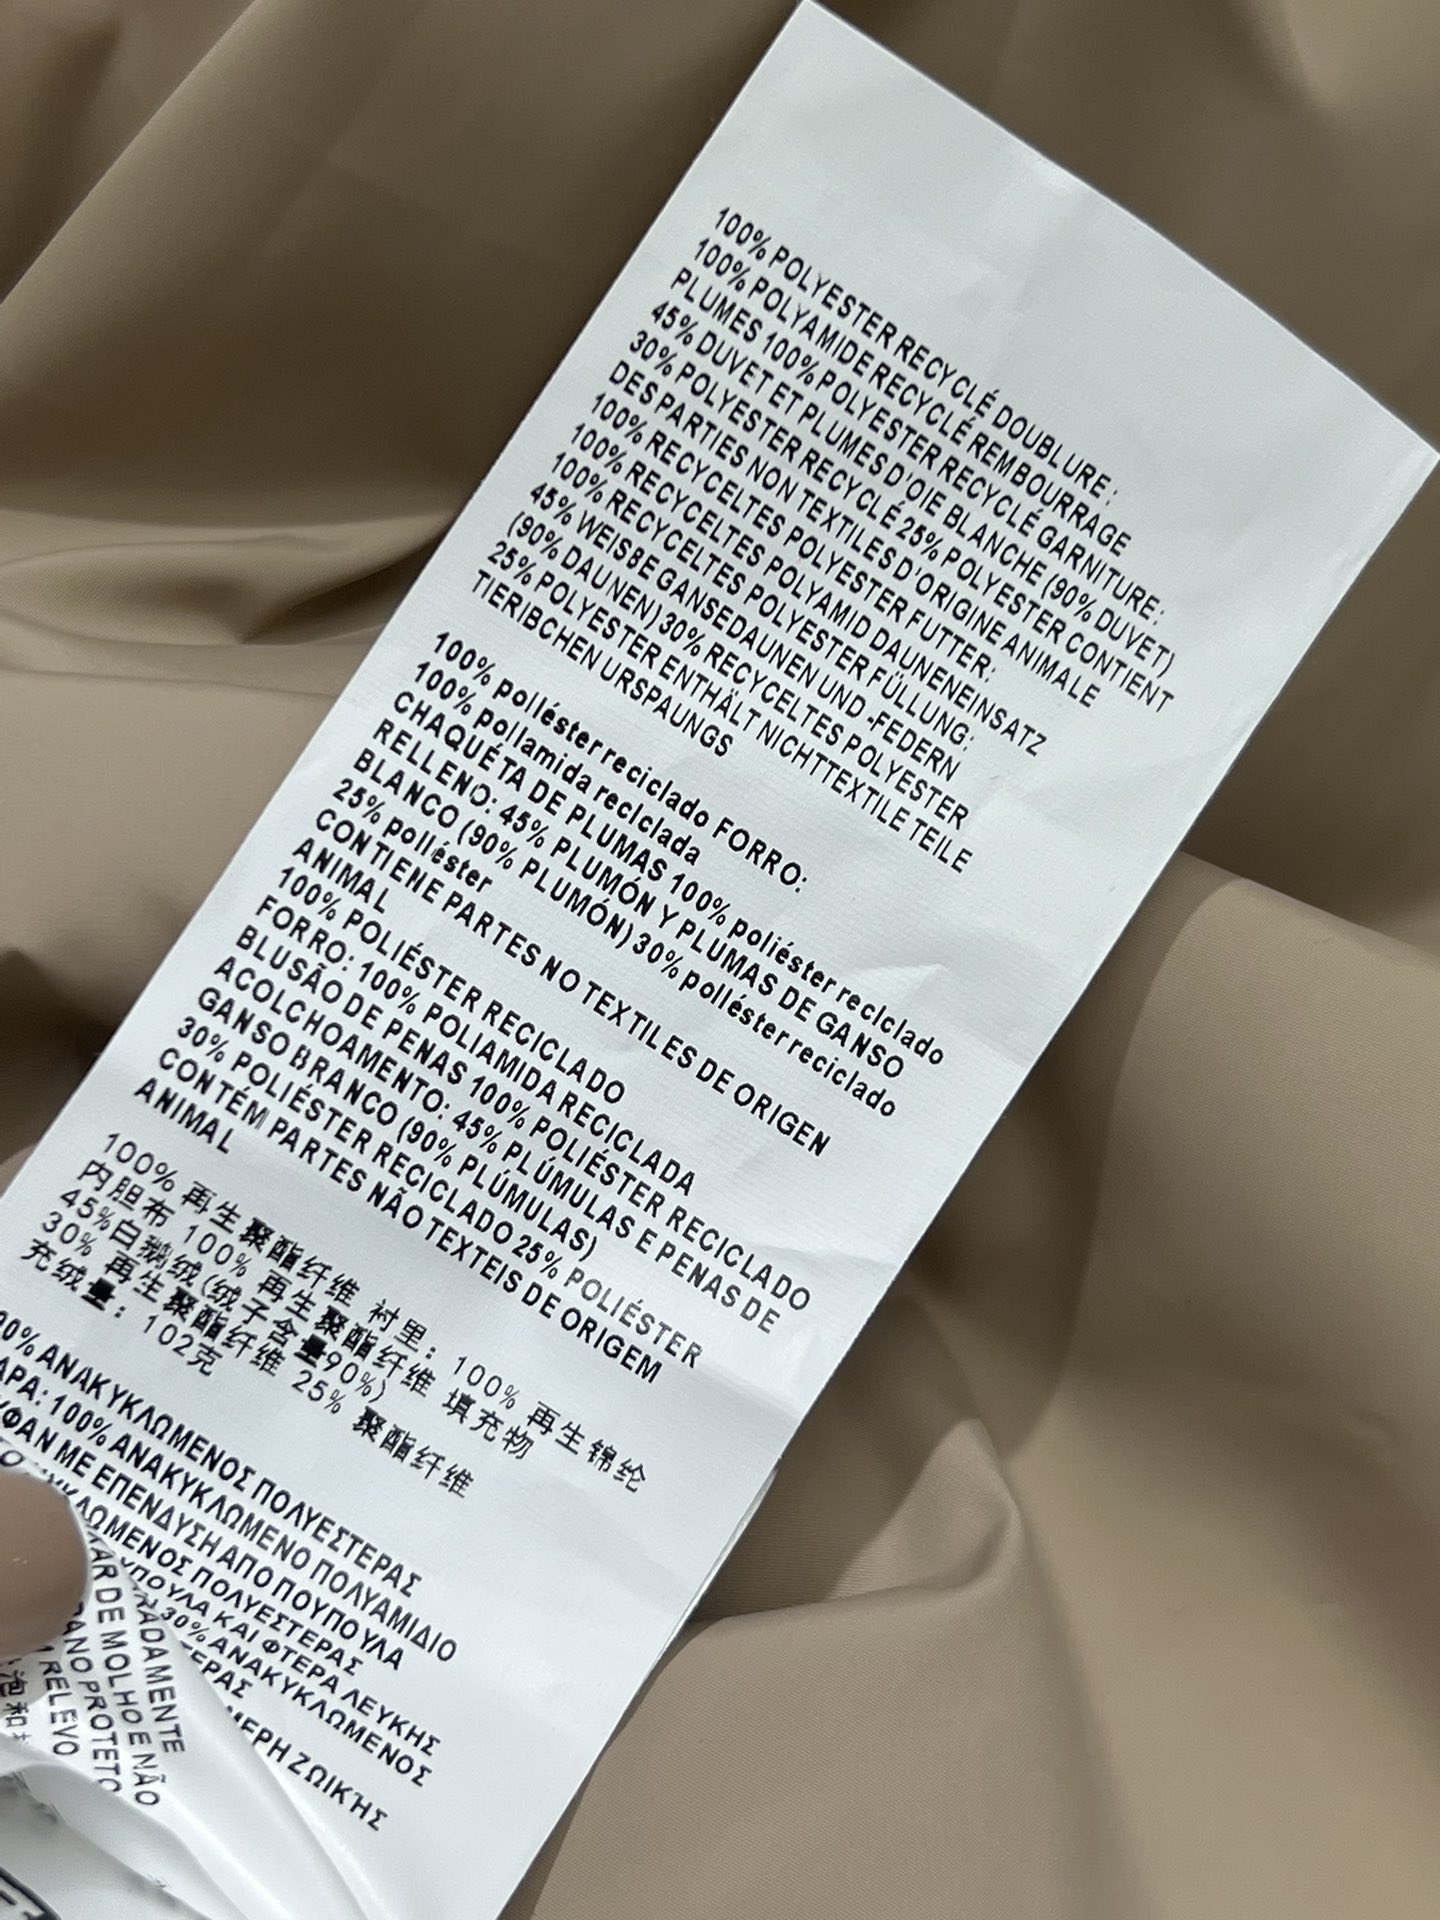 100% POLYESTER RECYCLÉ DOUBLURE:
100% POLYAMIDE RECYCLÉ REMBOURRAGE
PLUMES 100% POLYESTER RECYCLÉ GARNITURE:
45% DUVET ET PLUMES D'OIE BLANCHE (90% DUVET)
30% POLYESTER RECYCLÉ 25% POLYESTER CONTIENT
DES PARTIES NON TEXTILES D'ORIGINE ANIMALE
100% RECYCELTES POLYESTER FUTTER:
100% RECYCELTES POLYAMID DAUNENEINSATZ
100% RECYCELTES POLYESTER FÜLLUNG:
45% WEIS8E GANSEDAUNEN UND -FEDERN
(90% DAUNEN) 30% RECYCELTES POLYESTER
25% POLYESTER ENTHÄLT NICHTTEXTILE TEILE
TIERIBCHEN URSPAUNGS
100% poliéster reciclado FORRO:
100% poliamida reciclada
CHAQUÉTA DE PLUMAS 100% poliéster reciclado
RELLENO: 45% PLUMÓN Y PLUMAS DE GANSO
BLANCO (90% PLUMÓN) 30% poliéster reciclado
25% poliéster
CONTIENE PARTES NO TEXTILES DE ORIGEN
ANIMAL
100% POLIÉSTER RECICLADO
FORRO: 100% POLIAMIDA RECICLADA
BLUSÃO DE PENAS 100% POLIÉSTER RECICLADO
ACOLCHOAMENTO: 45% PLÚMULAS E PENAS DE
GANSO BRANCO (90% PLÚMULAS)
30% POLIÉSTER RECICLADO 25% POLIÉSTER
CONTÉM PARTES NÃO TEXTEIS DE ORIGEM
ANIMAL
100% 再生聚酯纤维 衬里: 100% 再生锦纶
内胆布 100% 再生聚酯纤维 填充物
45%白鹅绒(绒子含量90%)
30% 再生聚酯纤维 25% 聚酯纤维
充绒量: 102克
ΑΝΑΚΥΚΛΩΜΕΝΟΣ ΠΟΛΥΕΣΤΕΡΑΣ
100% ΑΝΑΚΥΚΛΩΜΕΝΟ ΠΟΛΥΑΜΙΔΙΟ
ΜΕ ΕΠΕΝΔΥΣΗ ΑΠΟ ΠΟΥΠΟΥΛΑ
ΠΟΛΥΕΣΤΕΡΑΣ
ΚΑΙ ΦΤΕΡΑ ΛΕΥΚΗΣ
30% ΑΝΑΚΥΚΛΩΜΕΝΟΣ
ΖΩΙΚΉΣ
DE MOLHO E NÃO
RELEVO